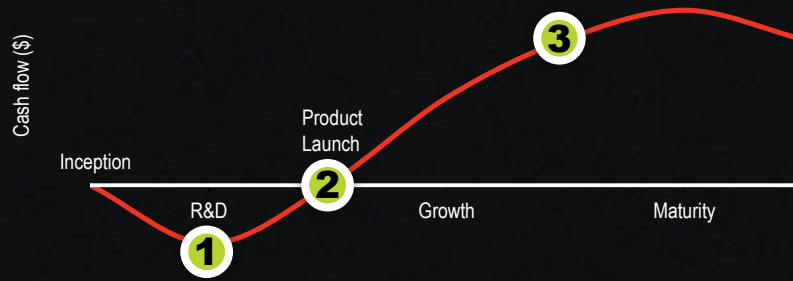 Cash flow ($)
3
Product
Launch
Inception
2
R&D
Growth
Maturity
1